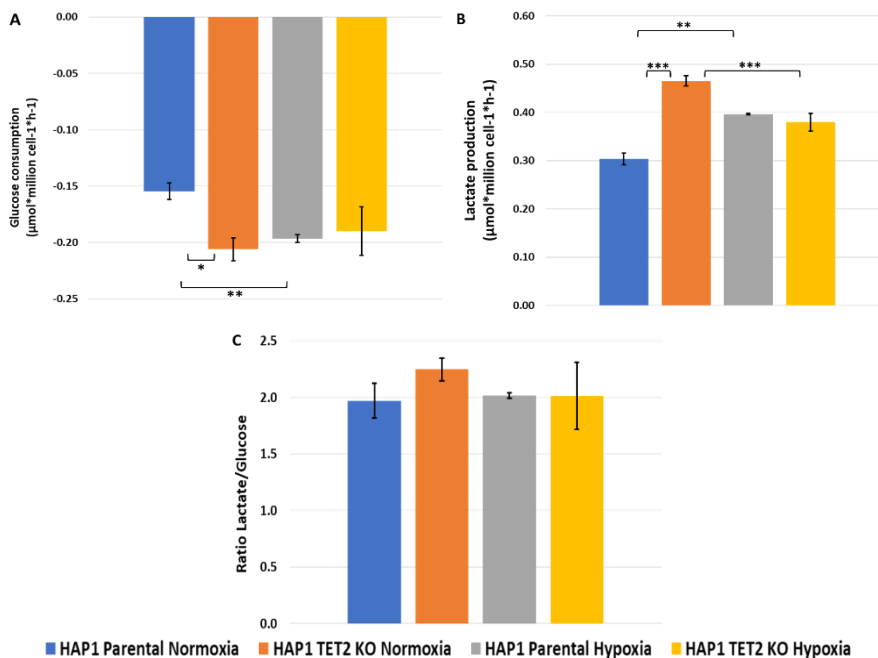 A
Glucose consumption
(µmol*million cell-1*h-1)
0.00
-0.05
-0.10
-0.15
-0.20
-0.25
*
**
B
Lactate production
(µmol*million cell-1*h-1)
0.60
0.50
0.40
0.30
0.20
0.10
0.00
**
***
***
C
Ratio Lactate/Glucose
2.5
2.0
1.5
1.0
0.5
0.0
HAP1 Parental Normoxia HAP1 TET2 KO Normoxia HAP1 Parental Hypoxia HAP1 TET2 KO Hypoxia